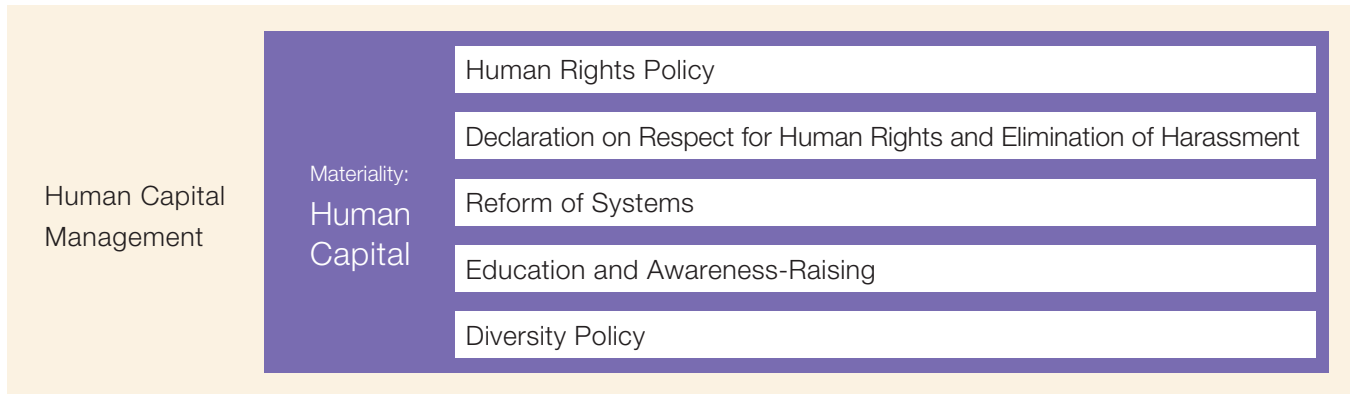 Human Capital
Management
Materiality:
Human
Capital
Human Rights Policy
Declaration on Respect for Human Rights and Elimination of Harassment
Reform of Systems
Education and Awareness-Raising
Diversity Policy